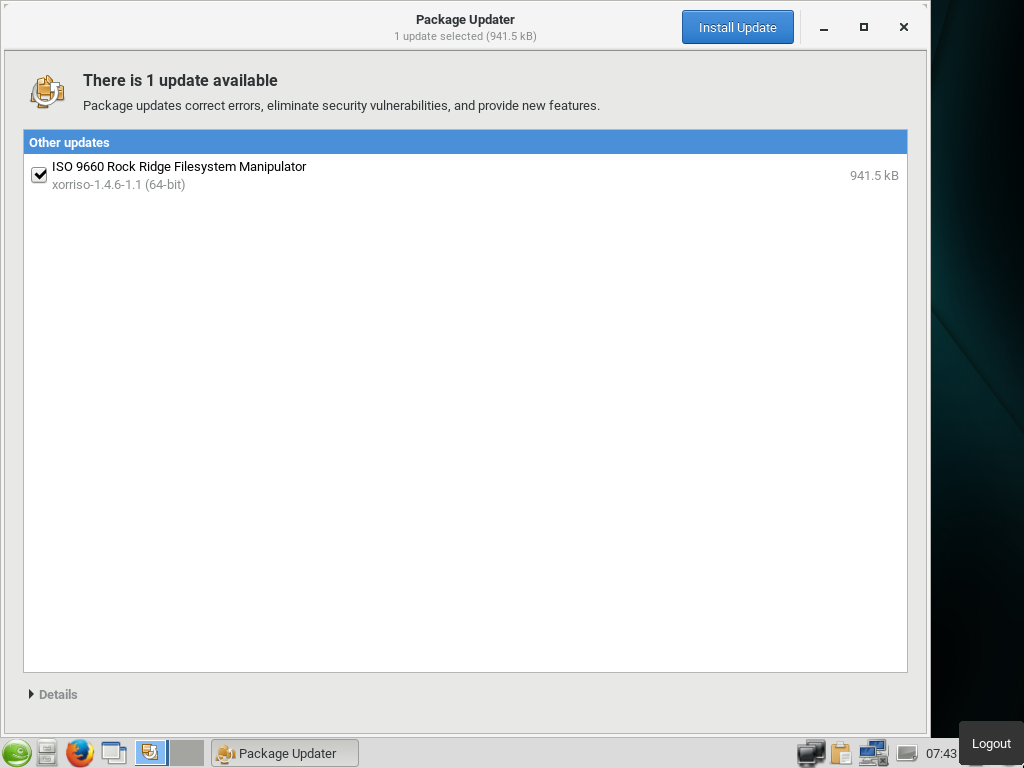 Package Updater
1 update selected (941.5 kB)
Install Update
There is 1 update available
Package updates correct errors, eliminate security vulnerabilities, and provide new features.
Other updates
ISO 9660 Rock Ridge Filesystem Manipulator
xorriso-1.4.6-1.1 (64-bit)
941.5 kB
Details
Package Updater
07:43
Logout